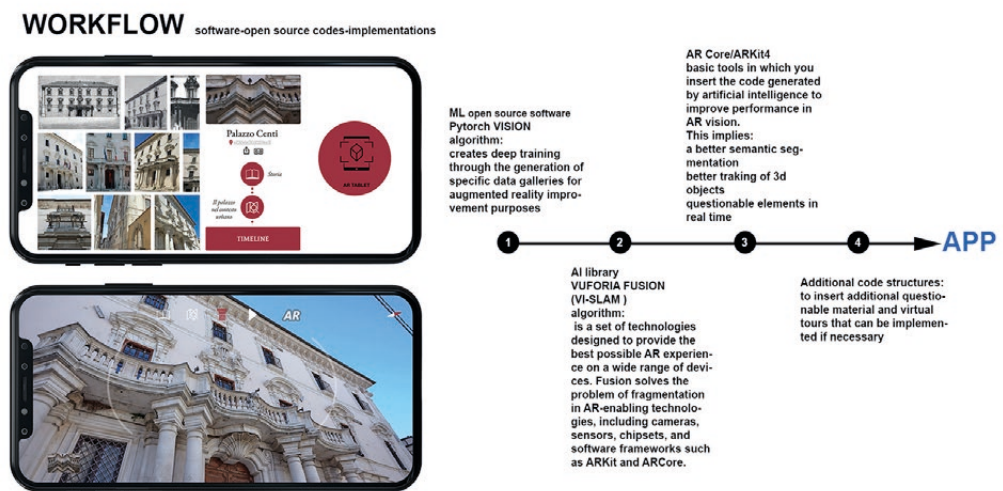 WORKFLOW software-open source codes-implementations
Palazzo Centi
Storia
Il palazzo
nel contesto
urbano
TIMELINE
AR TABLET
AR
ML open source software
Pytorch VISION
algorithm:
creates deep training
through the generation of
specific data galleries for
augmented reality impro-
vement purposes
AR Core/ARKit4
basic tools in which you
insert the code generated
by artificial intelligence to
improve performance in
AR vision.
This implies:
a better semantic seg-
mentation
better traking of 3d
objects
questionable elements in
real time
1
2
3
4
APP
AI library
VUFORIA FUSION
(VI-SLAM )
algorithm:
is a set of technologies
designed to provide the
best possible AR experien-
ce on a wide range of devi-
ces. Fusion solves the
problem of fragmentation
in AR-enabling technolo-
gies, including cameras,
sensors, chipsets, and
software frameworks such
as ARKit and ARCore.
Additional code structures:
to insert additional questio-
nable material and virtual
tours that can be implemen-
ted if necessary